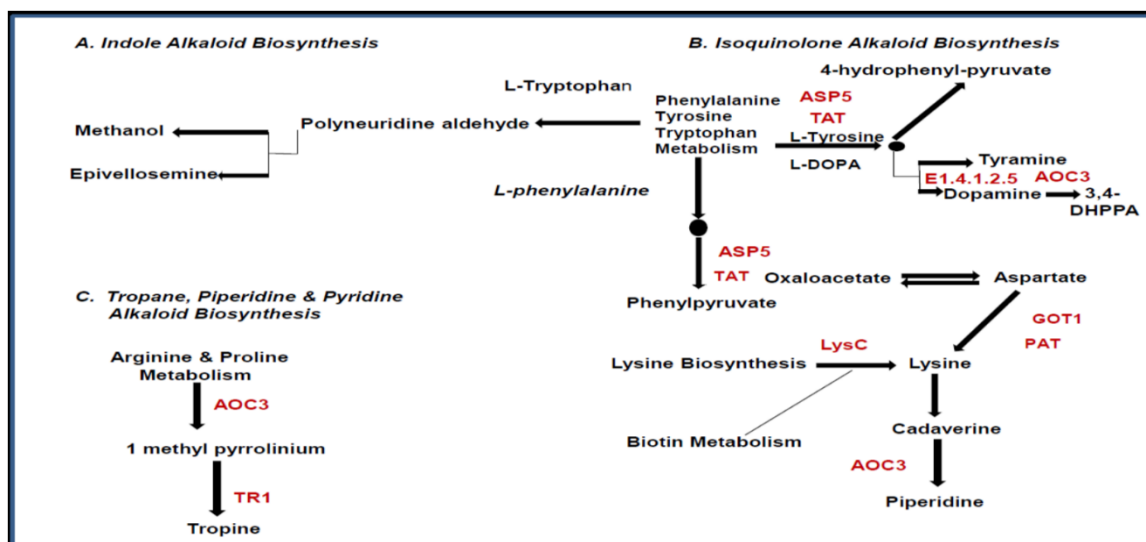 A. Indole Alkaloid Biosynthesis
B. Isoquinolone Alkaloid Biosynthesis
4-hydrophenyl-pyruvate
L-Tryptophan
Phenylalanine
Tyrosine
Tryptophan
Metabolism
ASP5
TAT
L-Tyrosine
L-DOPA
Methanol
Polyneuridine aldehyde
Epivellosemine
Tyramine
E1.4.1.2.5
AOC3
Dopamine
3,4-
DHPPA
L-phenylalanine
ASP5
TAT
Phenylpyruvate
Oxaloacetate
Aspartate
GOT1
PAT
C. Tropane, Piperidine & Pyridine
Alkaloid Biosynthesis
Arginine & Proline
Metabolism
AOC3
1 methyl pyrrolinium
TR1
Tropine
Lysine Biosynthesis
LysC
Lysine
Biotin Metabolism
Cadaverine
AOC3
Piperidine